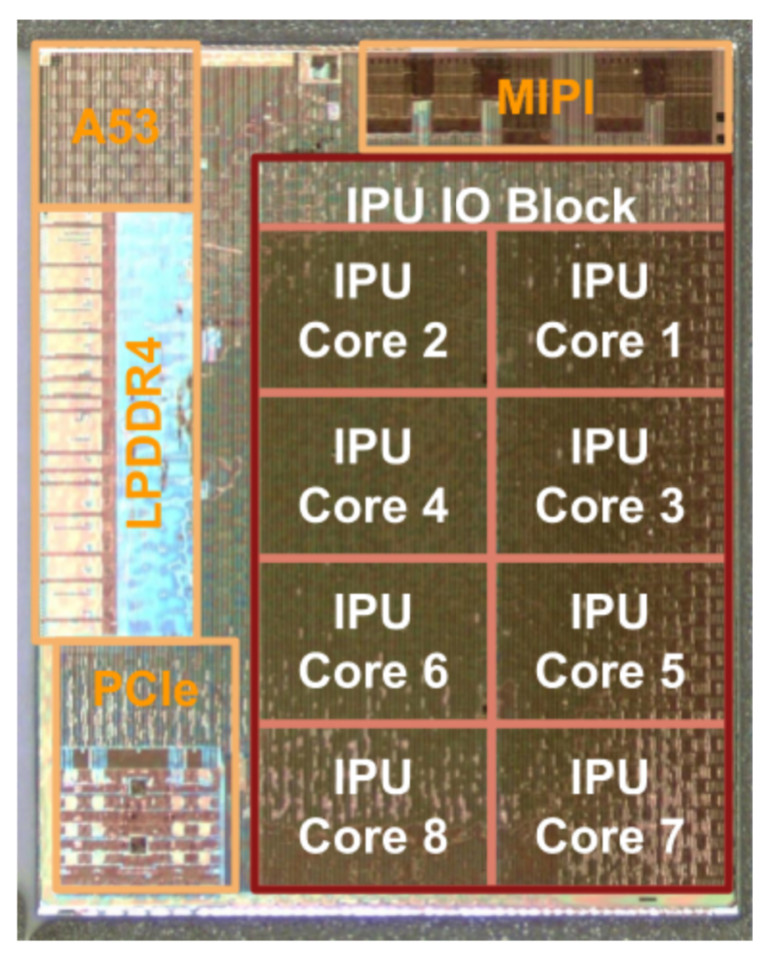 A53
MIPI
IPU IO Block
IPU
Core 2
IPU
Core 1
LPDDR4
IPU
Core 4
IPU
Core 3
IPU
Core 6
IPU
Core 5
PCIe
IPU
Core 8
IPU
Core 7